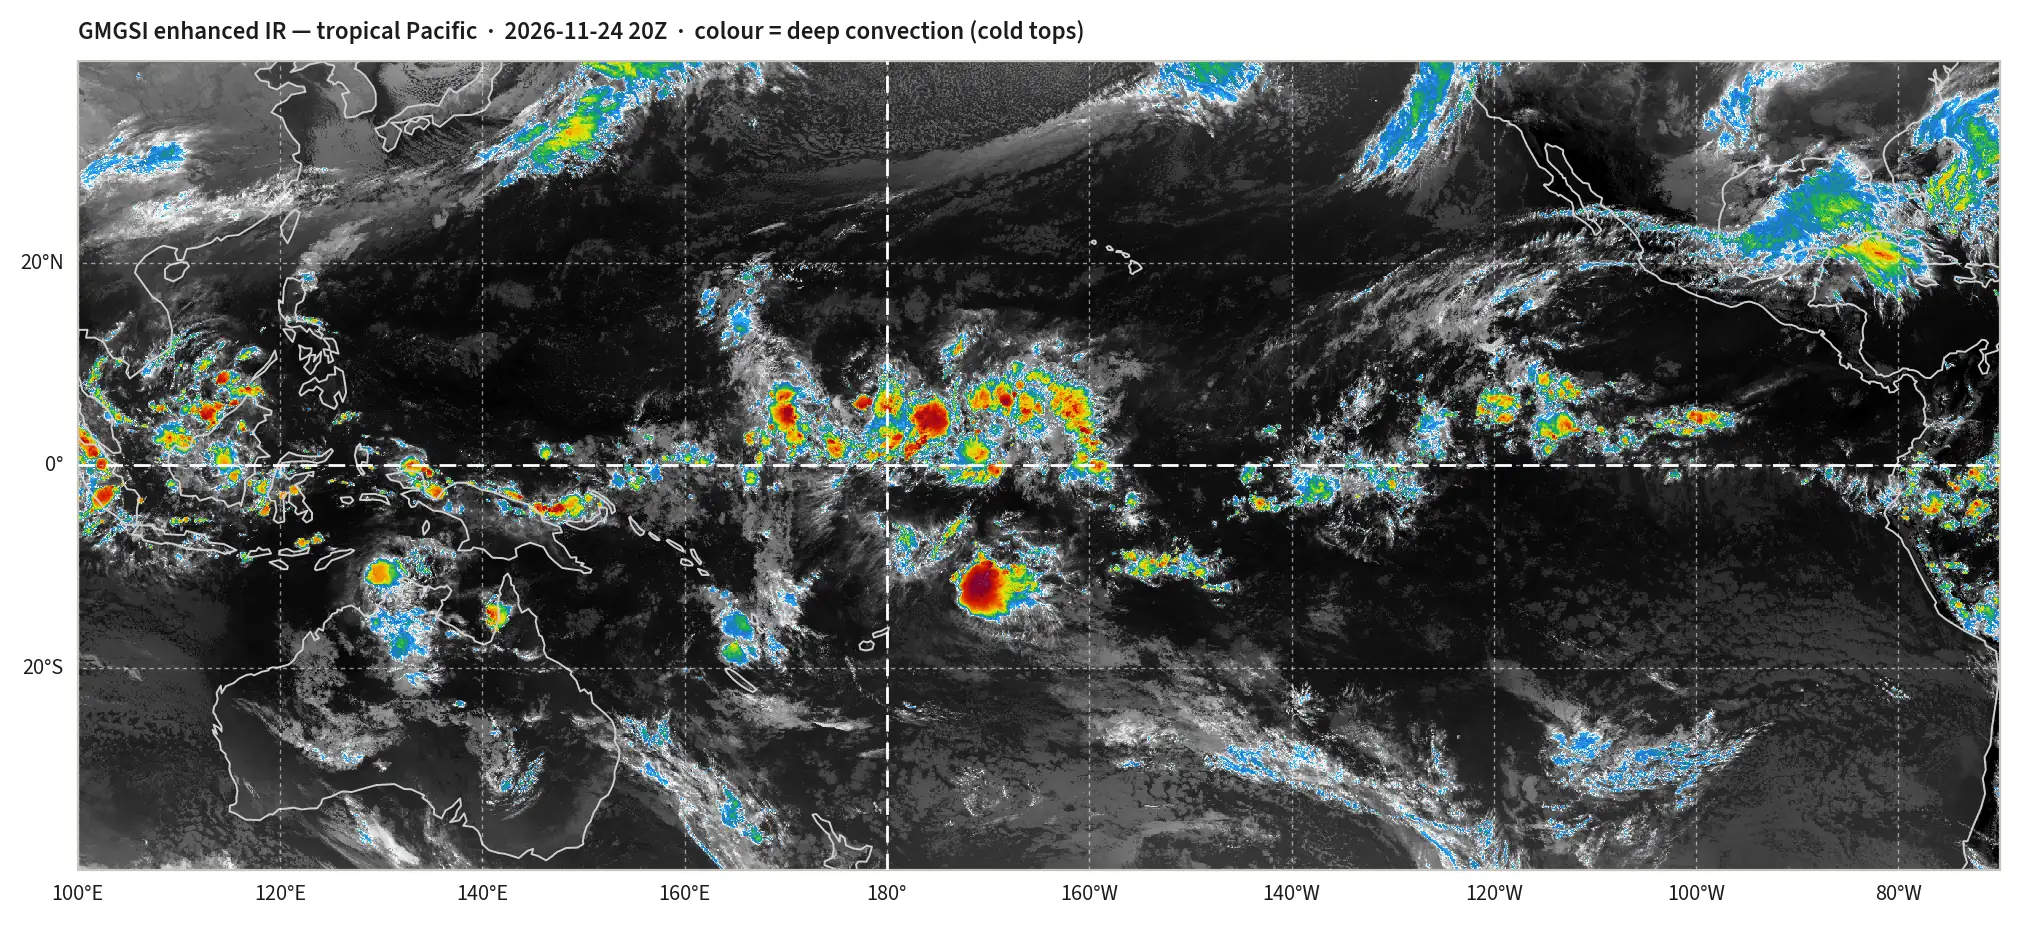 GMGSI enhanced IR — tropical Pacific · 2026-11-24 20Z · colour = deep convection (cold tops)
20°N
0°
20°S
100°E 120°E 140°E 160°E 180° 160°W 140°W 120°W 100°W 80°W